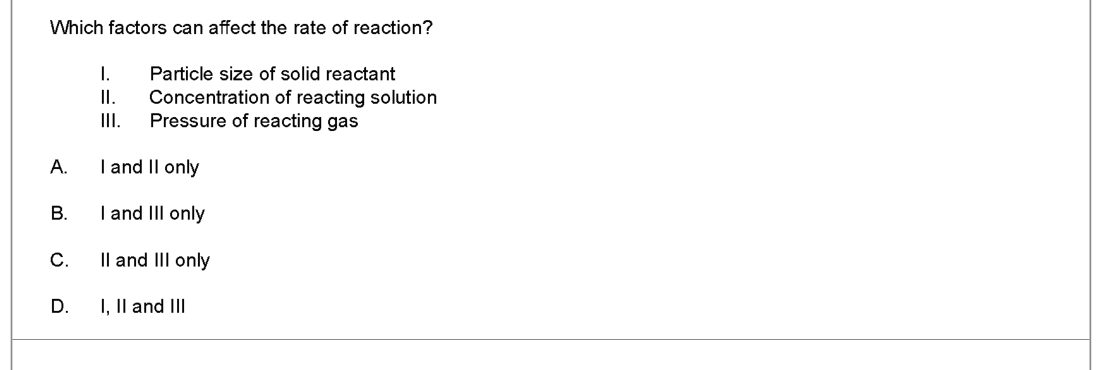 Which factors can affect the rate of reaction?
I. Particle size of solid reactant
II. Concentration of reacting solution
III. Pressure of reacting gas
A. I and II only
B. I and III only
C. II and III only
D. I, II and III